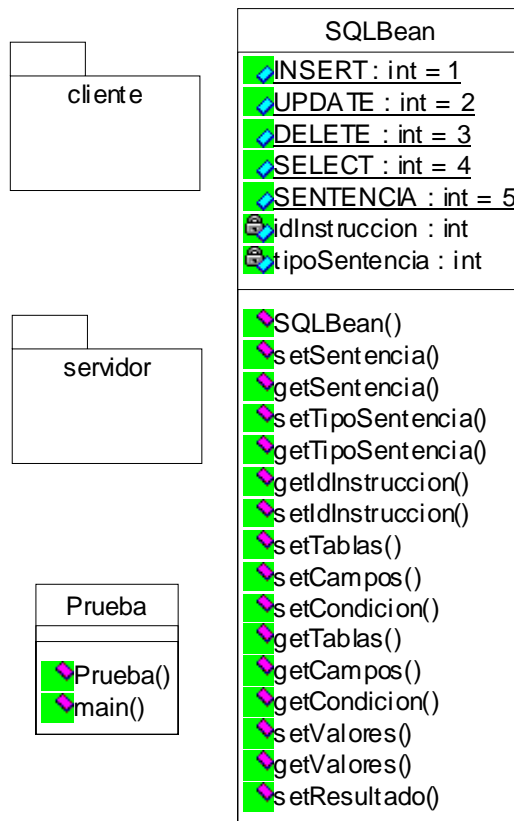 cliente
servidor
Prueba
Prueba()
main()
SQLBean
INSERT : int = 1
UPDATE : int = 2
DELETE : int = 3
SELECT : int = 4
SENTENCIA : int = 5
idInstruccion : int
tipoSentencia : int
SQLBean()
setSentencia()
getSentencia()
setTipoSentencia()
getTipoSentencia()
getIdInstruccion()
setIdInstruccion()
setTablas()
setCampos()
setCondicion()
getTablas()
getCampos()
getCondicion()
setValores()
getValores()
setResultado()